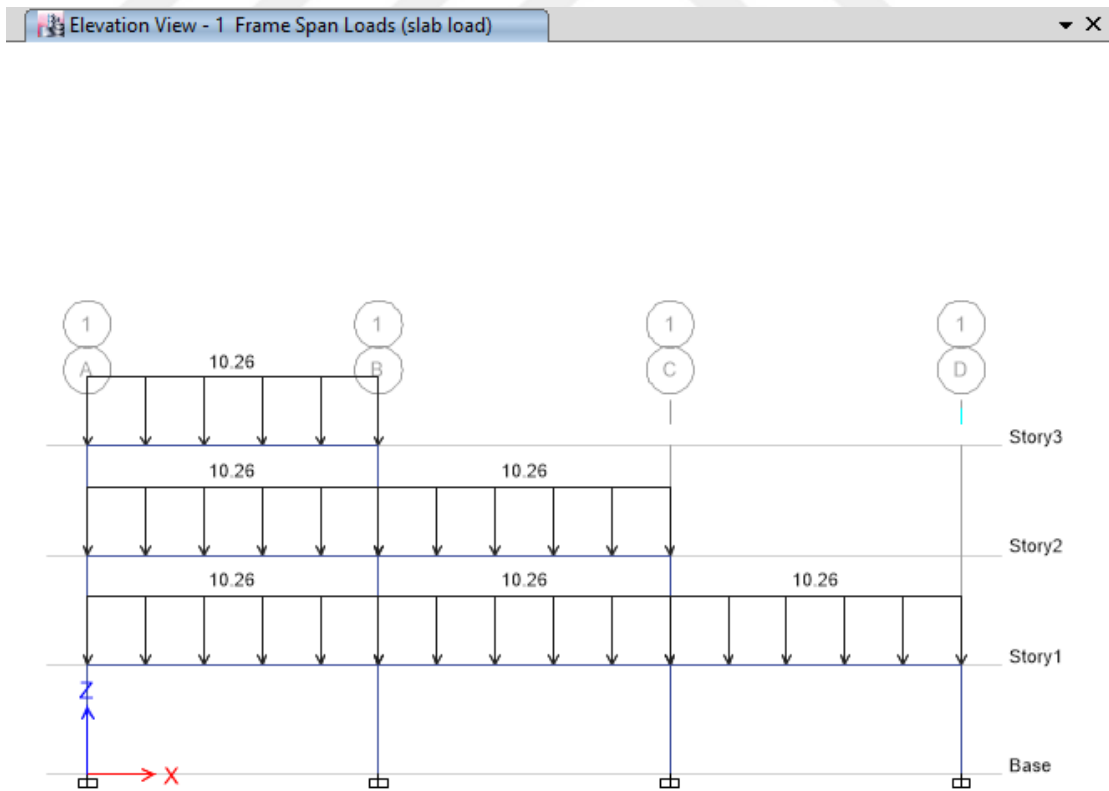 Elevation View - 1 Frame Span Loads (slab load)
1 1 1 1
A B C D
10.26
Story3
10.26 10.26
Story2
10.26 10.26 10.26
Story1
Z
X
Base